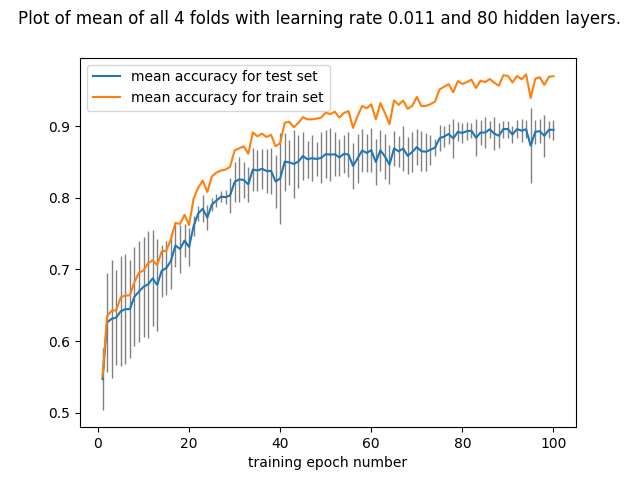 Plot of mean of all 4 folds with learning rate 0.011 and 80 hidden layers.
mean accuracy for test set
mean accuracy for train set
0.9
0.8
0.7
0.6
0.5
0 20 40 60 80 100
training epoch number